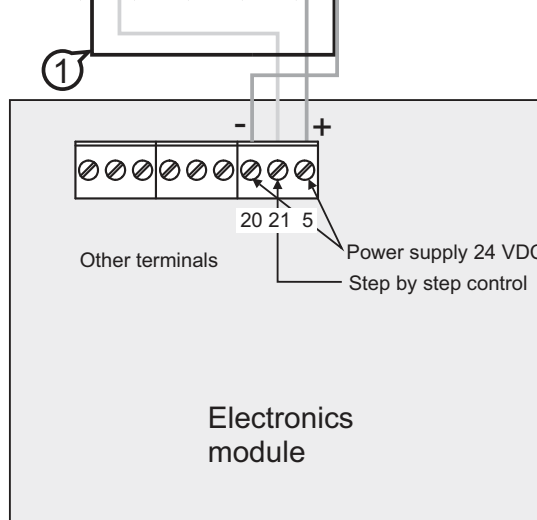 1
- +
20 21 5
Power supply 24 VDC
Other terminals
Step by step control
Electronics
module